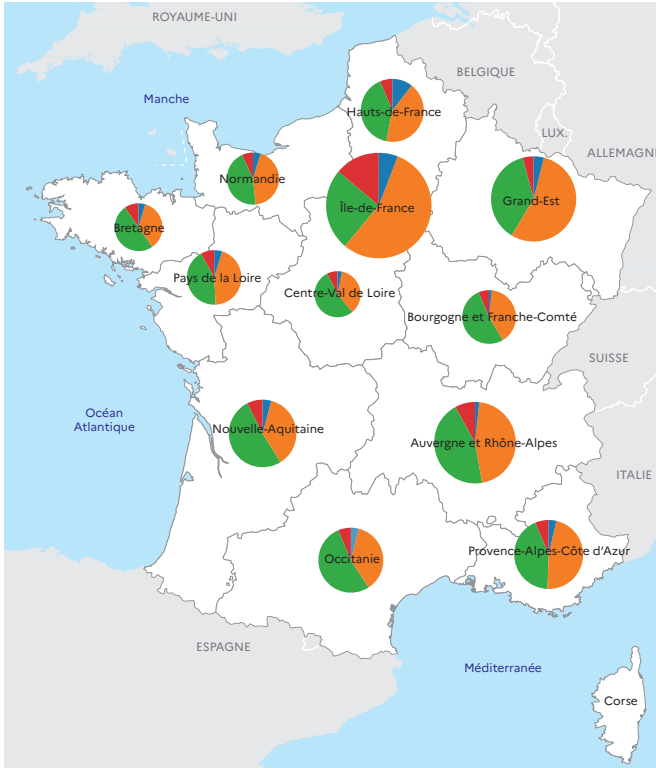 ROYAUME-UNI
BELGIQUE
Manche
Hauts-de-France
LUX.
ALLEMAGNE
Normandie
Île-de-France
Grand-Est
Bretagne
Pays de la Loire
Centre-Val de Loire
Bourgogne et Franche-Comté
SUISSE
Océan
Atlantique
Nouvelle-Aquitaine
Auvergne et Rhône-Alpes
ITALIE
Provence-Alpes-Côte d'Azur
Occitanie
ESPAGNE
Méditerranée
Corse